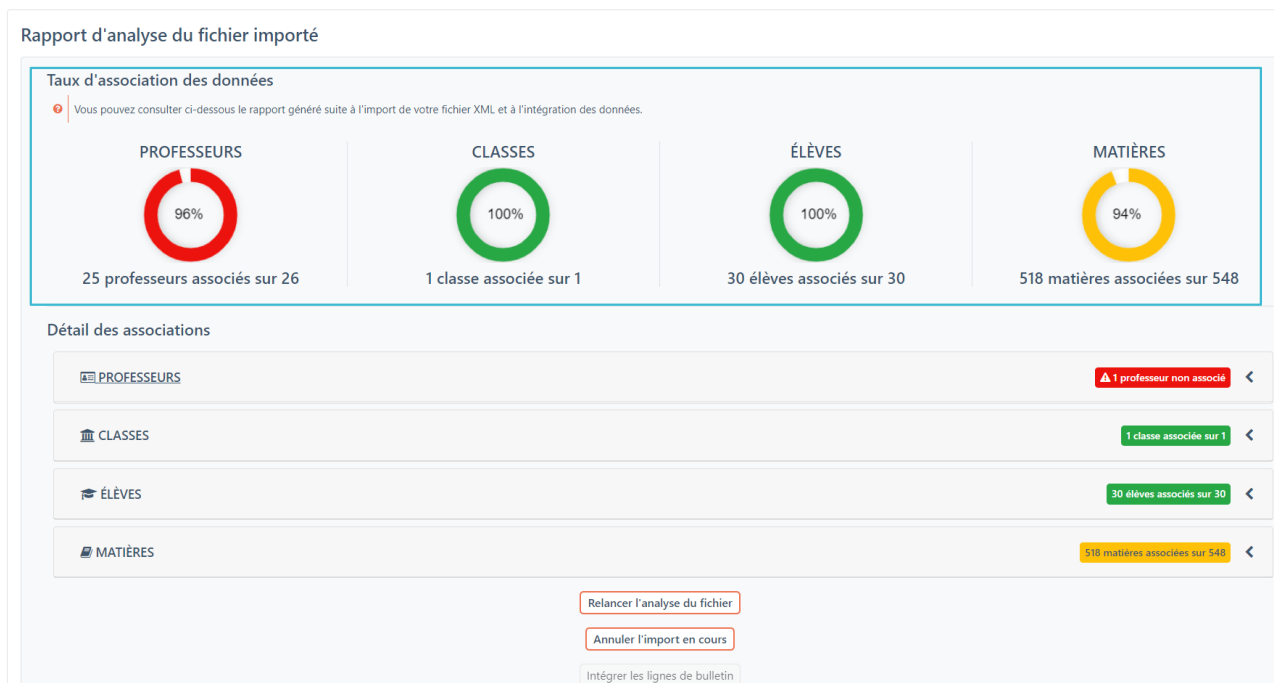 Rapport d'analyse du fichier importé
Taux d'association des données
Vous pouvez consulter ci-dessous le rapport généré suite à l'import de votre fichier XML et à l'intégration des données.
PROFESSEURS
96%
25 professeurs associés sur 26
CLASSES
100%
1 classe associée sur 1
ÉLÈVES
100%
30 élèves associés sur 30
MATIÈRES
94%
518 matières associées sur 548
Détail des associations
PROFESSEURS
1 professeur non associé
CLASSES
1 classe associée sur 1
ÉLÈVES
30 élèves associés sur 30
MATIÈRES
518 matières associées sur 548
Relancer l'analyse du fichier
Annuler l'import en cours
Intégrer les lignes de bulletin